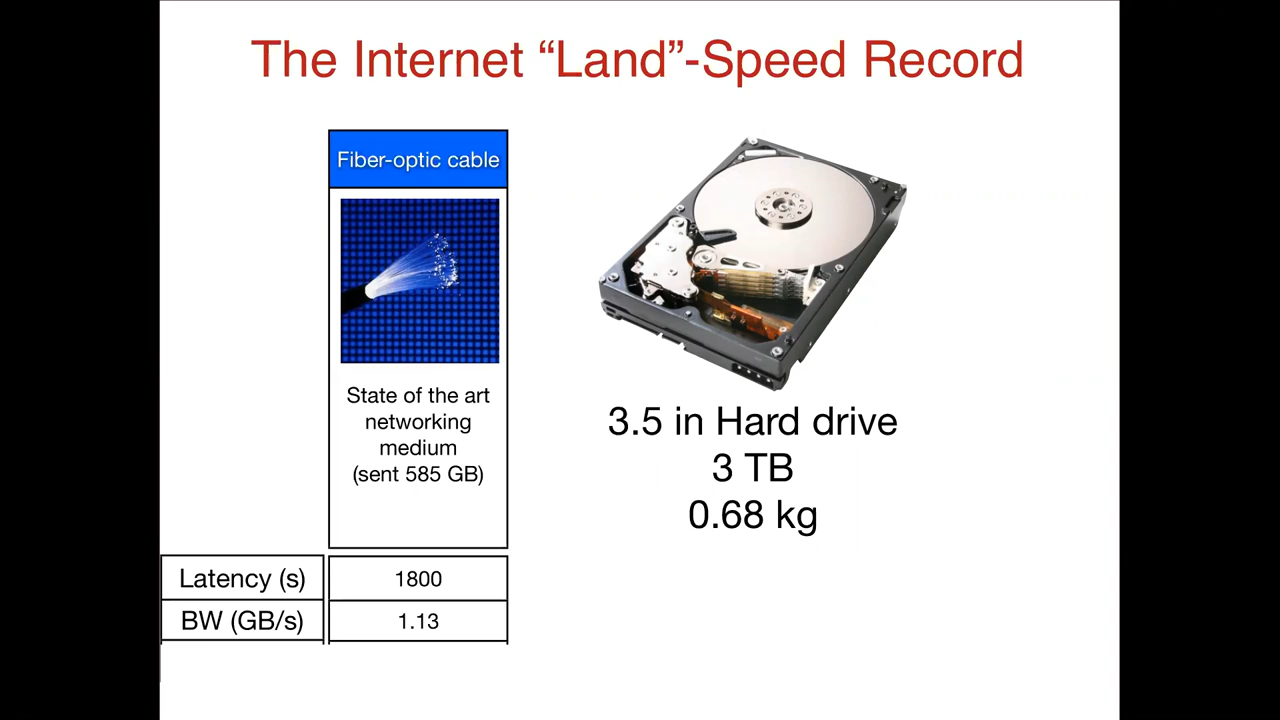 The Internet “Land”-Speed Record
Fiber-optic cable
State of the art
networking
medium
(sent 585 GB)
3.5 in Hard drive
3 TB
0.68 kg
Latency (s) 1800
BW (GB/s) 1.13